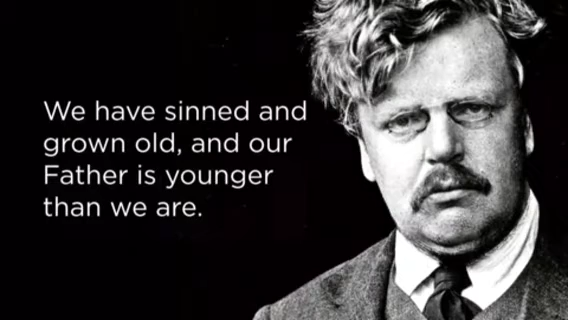 We have sinned and
grown old, and our
Father is younger
than we are.